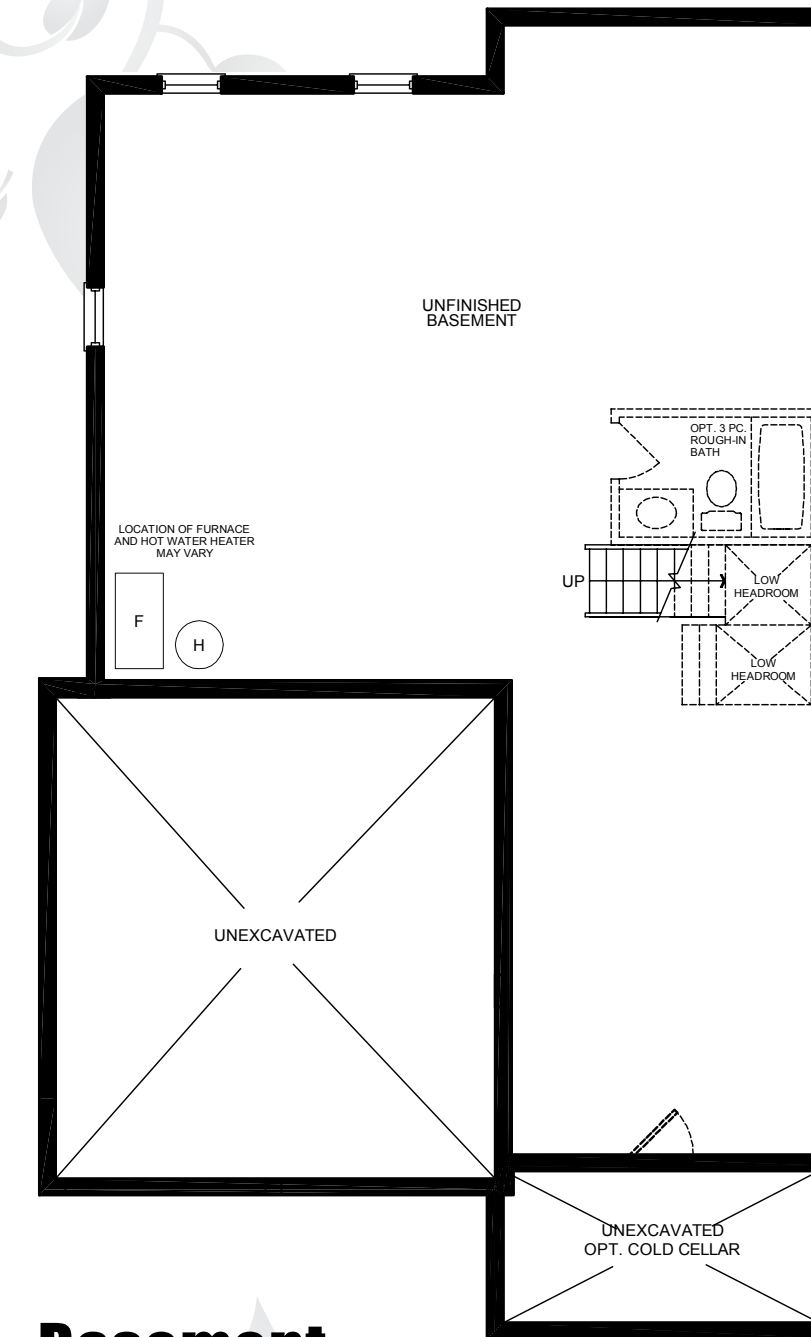 UNFINISHED
BASEMENT
OPT. 3 PC.
ROUGH-IN
BATH
LOCATION OF FURNACE
AND HOT WATER HEATER
MAY VARY
F
H
UP
LOW
HEADROOM
LOW
HEADROOM
UNEXCAVATED
UNEXCAVATED
OPT. COLD CELLAR
Basement